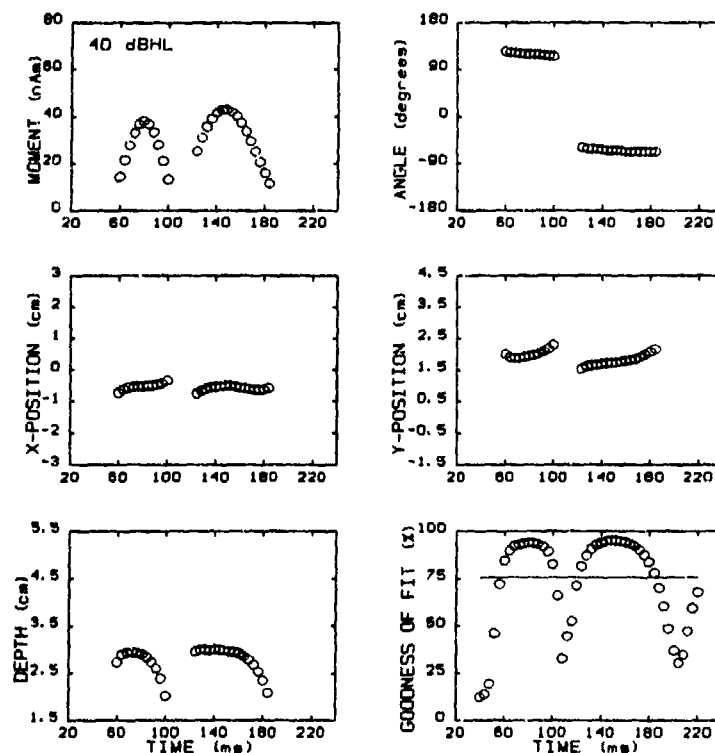 40 dBHL
MOMENT (nAm)
80
60
40
20
0
20 60 100 140 180 220
ANGLE (degrees)
180
90
0
-90
-180
20 60 100 140 180 220
X-POSITION (cm)
3
2
1
0
-1
-2
-3
20 60 100 140 180 220
Y-POSITION (cm)
4.5
3.5
2.5
1.5
0.5
-0.5
-1.5
20 60 100 140 180 220
DEPTH (cm)
5.5
4.5
3.5
2.5
1.5
20 60 100 140 180 220
TIME (ms)
GOODNESS OF FIT (%)
100
75
50
25
0
20 60 100 140 180 220
TIME (ms)